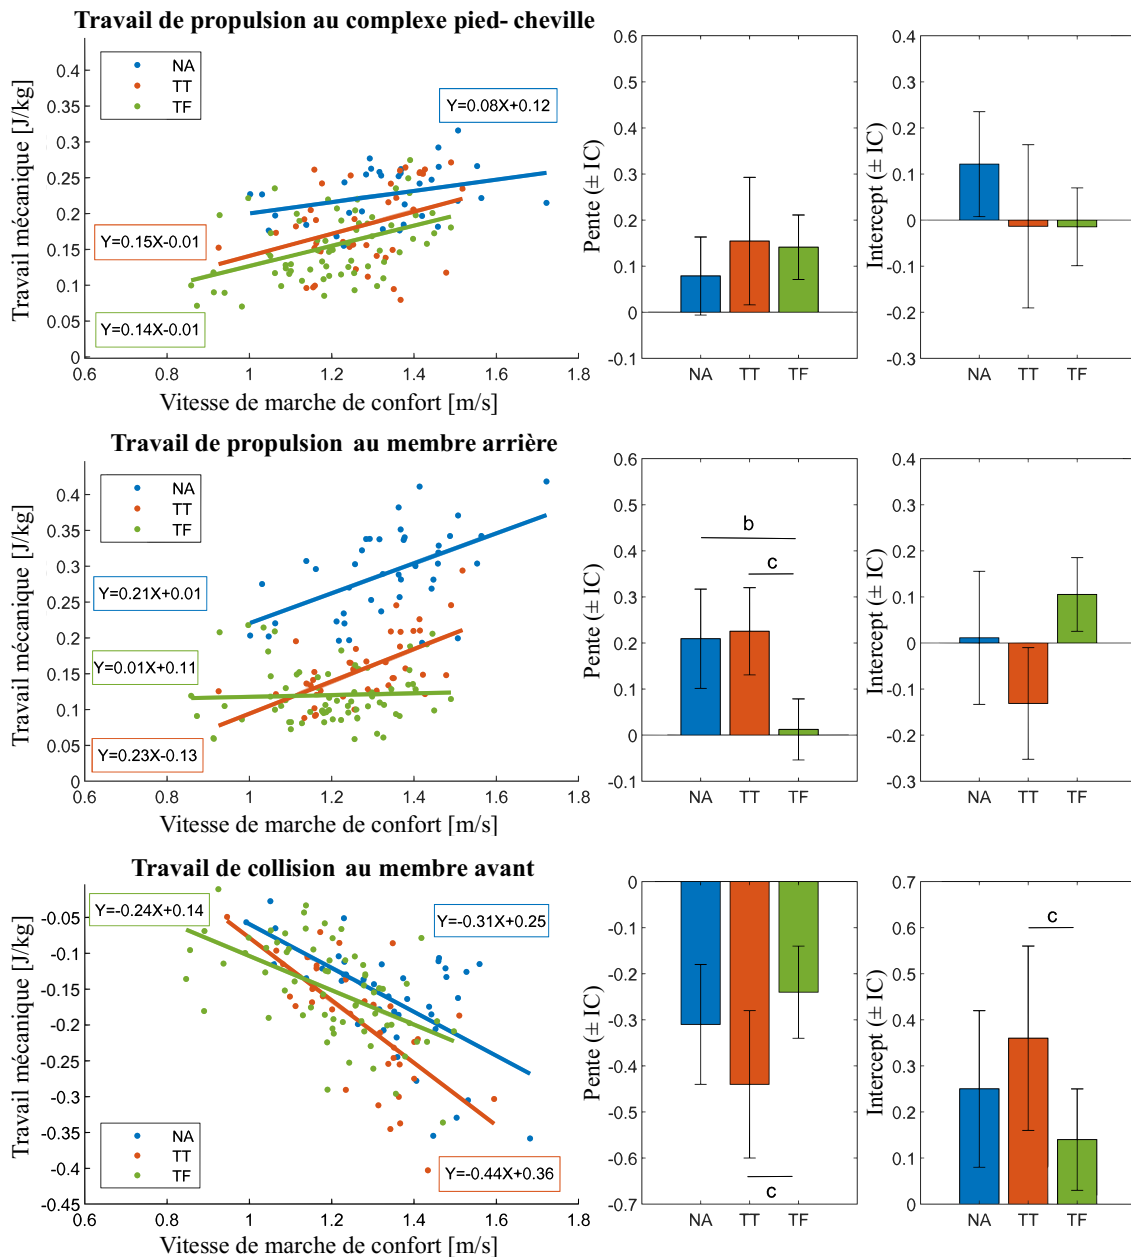 Travail de propulsion au complexe pied- cheville
Travail mécanique [J/kg]
0.4
0.35
0.3
0.25
0.2
0.15
0.1
0.05
0
NA
TT
TF
Y=0.08X+0.12
Y=0.15X-0.01
Y=0.14X-0.01
0.6
0.8
1
1.2
1.4
1.6
1.8
Vitesse de marche de confort [m/s]
Pente (± IC)
0.6
0.5
0.4
0.3
0.2
0.1
0
-0.1
NA
TT
TF
Intercept (± IC)
0.4
0.3
0.2
0.1
0
-0.1
-0.2
-0.3
NA
TT
TF
Travail de propulsion au membre arrière
Travail mécanique [J/kg]
0.4
0.35
0.3
0.25
0.2
0.15
0.1
0.05
0
NA
TT
TF
Y=0.21X+0.01
Y=0.01X+0.11
Y=0.23X-0.13
0.6
0.8
1
1.2
1.4
1.6
1.8
Vitesse de marche de confort [m/s]
Pente (± IC)
0.6
0.5
0.4
0.3
0.2
0.1
0
-0.1
b
c
NA
TT
TF
Intercept (± IC)
0.4
0.3
0.2
0.1
0
-0.1
-0.2
-0.3
NA
TT
TF
Travail de collision au membre avant
Travail mécanique [J/kg]
-0.05
-0.1
-0.15
-0.2
-0.25
-0.3
-0.35
-0.4
-0.45
Y=-0.24X+0.14
Y=-0.31X+0.25
NA
TT
TF
Y=-0.44X+0.36
0.6
0.8
1
1.2
1.4
1.6
1.8
Vitesse de marche de confort [m/s]
Pente (± IC)
0
-0.1
-0.2
-0.3
-0.4
-0.5
-0.6
-0.7
c
NA
TT
TF
Intercept (± IC)
0.7
0.6
0.5
0.4
0.3
0.2
0.1
0
c
NA
TT
TF